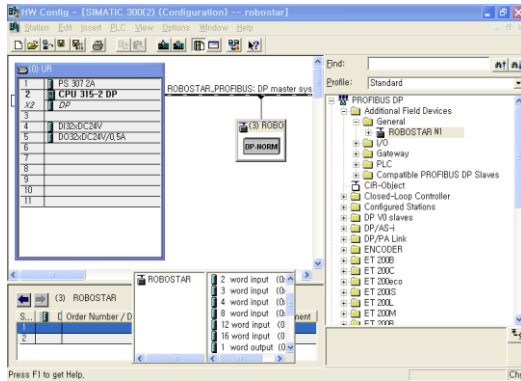 HW Config - [SIMATIC 300(2) (Configuration) -- robostar]
Station Edit Insert PLC View Options Window Help
(0) UR
1 PS 307 2A
2 CPU 315-2 DP
X2 DP
3
4 DI32xDC24V
5 DO32xDC24V/0,5A
6
7
8
9
10
11
ROBOSTAR_PROFIBUS: DP master sys
(3) ROBO
DP-NORM
Find:
Profile: Standard
PROFIBUS DP
Additional Field Devices
General
ROBOSTAR N1
I/O
Gateway
PLC
Compatible PROFIBUS DP Slaves
CiR-Object
Closed-Loop Controller
Configured Stations
DP V0 slaves
DP/AS-i
DP/PA Link
ENCODER
ET 200B
ET 200C
ET 200eco
ET 200iS
ET 200L
ET 200M
ET 200R
(3) ROBOSTAR
S... Order Number / D
1
2
ROBOSTAR
2 word input
3 word input
4 word input
8 word input
12 word input
16 word input
1 word output
Press F1 to get Help.
Chg